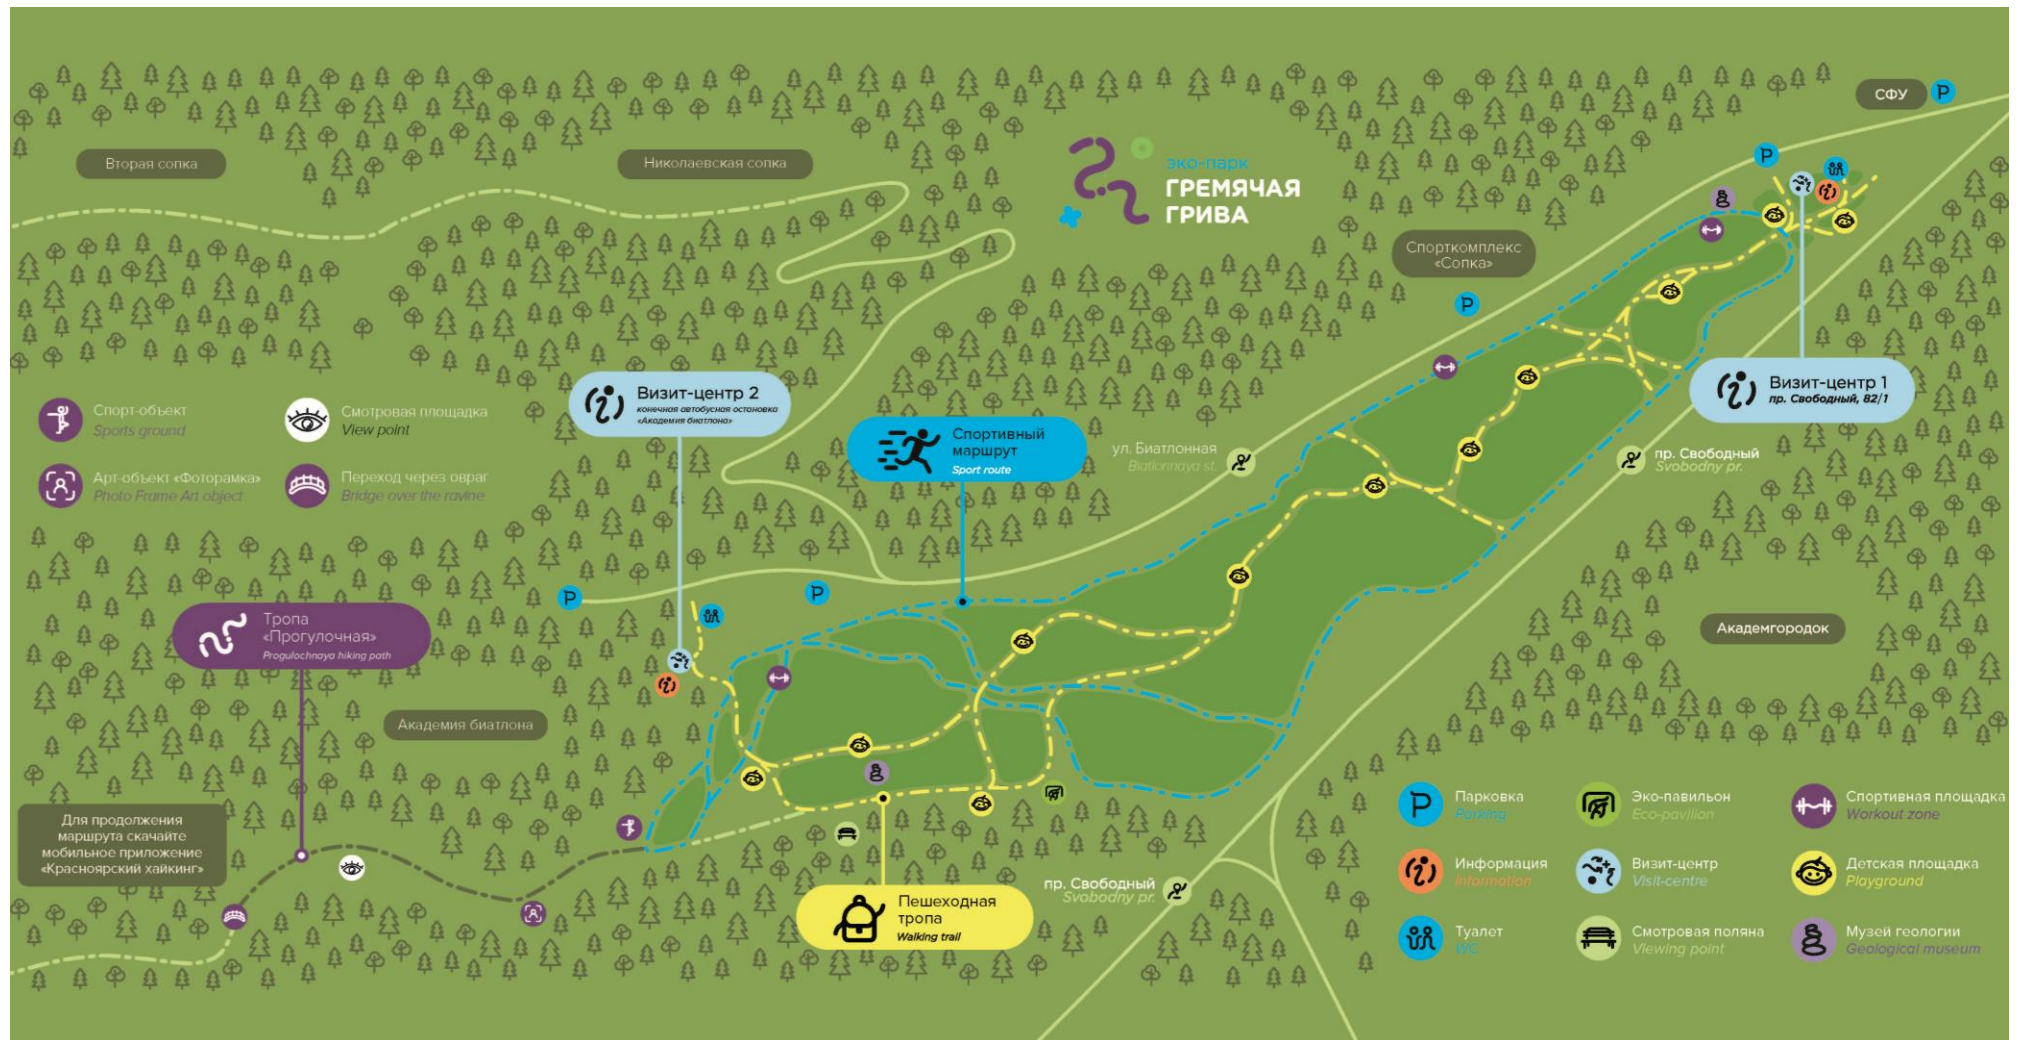 СФУ
Вторая сопка
Николаевская сопка
эко-парк
ГРЕМЯЧАЯ
ГРИВА
Спорткомплекс
«Сопка»
Визит-центр 1
пр. Свободный, 82/1
Визит-центр 2
конечная автобусная остановка
«Академия биатлона»
Спорт-объект
Sports ground
Смотровая площадка
View point
Арт-объект «Фоторамка»
Photo Frame Art object
Переход через овраг
Bridge over the ravine
Спортивный
маршрут
Sport route
ул. Биатлонная
Biatlonnaya st.
пр. Свободный
Svobodny pr.
Тропа
«Прогулочная»
Progulochnaya hiking path
Академгородок
Академия биатлона
Для продолжения
маршрута скачайте
мобильное приложение
«Красноярский хайкинг»
пр. Свободный
Svobodny pr.
Пешеходная
тропа
Walking trail
Парковка
Parking
Эко-павильон
Eco-pavilion
Спортивная площадка
Workout zone
Информация
Information
Визит-центр
Visit-centre
Детская площадка
Playground
Туалет
WC
Смотровая поляна
Viewing point
Музей геологии
Geological museum